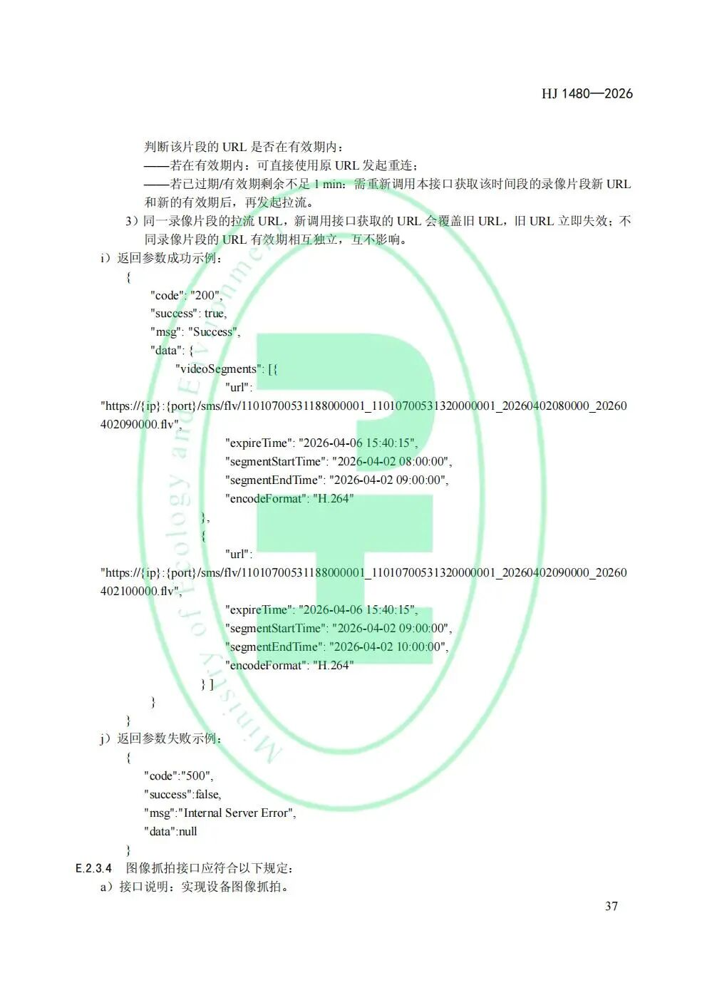 HJ 1480—2026
判断该片段的 URL 是否在有效期内：
——若在有效期内：可直接使用原 URL 发起重连；
——若已过期/有效期剩余不足 1 min：需重新调用本接口获取该时间段的录像片段新 URL
和新的有效期后，再发起拉流。
3）同一录像片段的拉流 URL，新调用接口获取的 URL 会覆盖旧 URL，旧 URL 立即失效；不
同录像片段的 URL 有效期相互独立，互不影响。
i）返回参数成功示例：
{
"code": "200",
"success": true,
"msg": "Success",
"data": {
"videoSegments": [{
"url":
"https://{ip}:{port}/sms/flv/11010700531188000001_11010700531320000001_20260402080000_20260
402090000.flv",
"expireTime": "2026-04-06 15:40:15",
"segmentStartTime": "2026-04-02 08:00:00",
"segmentEndTime": "2026-04-02 09:00:00",
"encodeFormat": "H.264"
},
{
"url":
"https://{ip}:{port}/sms/flv/11010700531188000001_11010700531320000001_20260402090000_20260
402100000.flv",
"expireTime": "2026-04-06 15:40:15",
"segmentStartTime": "2026-04-02 09:00:00",
"segmentEndTime": "2026-04-02 10:00:00",
"encodeFormat": "H.264"
} ]
}
}
j）返回参数失败示例：
{
"code":"500",
"success":false,
"msg":"Internal Server Error",
"data":null
}
E.2.3.4 图像抓拍接口应符合以下规定：
a）接口说明：实现设备图像抓拍。
37
Ministry of Ecology and Environment